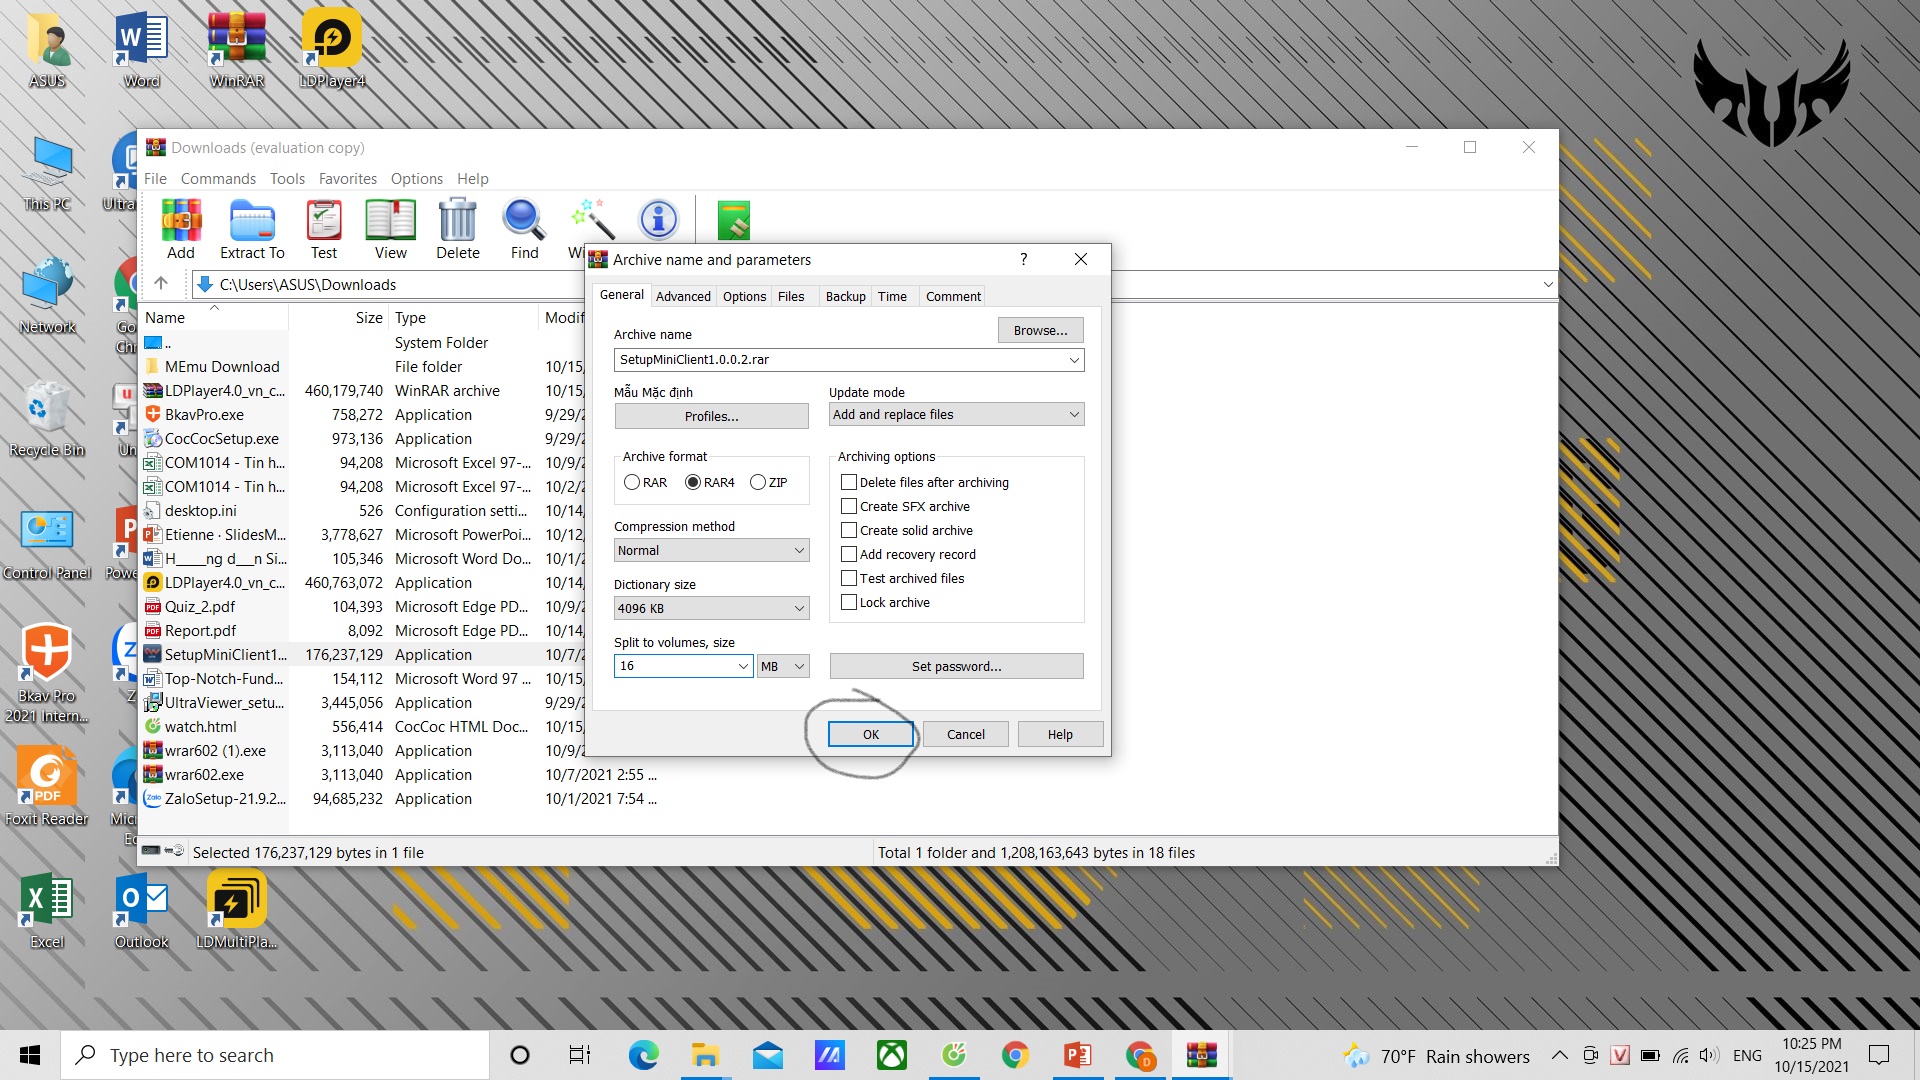 ASUS
Word
WinRAR
LDPlayer4
This PC
Network
Recycle Bin
Control Panel
Bkav Pro
2021 Intern...
Foxit Reader
Excel
Outlook
LDMultiPla...
Downloads (evaluation copy)
File Commands Tools Favorites Options Help
Add Extract To Test View Delete Find
C:\Users\ASUS\Downloads
Name Size Type Modif
.. System Folder
MEmu Download File folder 10/15,
LDPlayer4.0_vn_c... 460,179,740 WinRAR archive 10/15,
BkavPro.exe 758,272 Application 9/29/2
CocCocSetup.exe 973,136 Application 9/29/2
COM1014 - Tin h... 94,208 Microsoft Excel 97-... 10/9/2
COM1014 - Tin h... 94,208 Microsoft Excel 97-... 10/2/2
desktop.ini 526 Configuration setti... 10/14,
Etienne · SlidesM... 3,778,627 Microsoft PowerPoi... 10/12,
H____ng d__n Si... 105,346 Microsoft Word Do... 10/1/2
LDPlayer4.0_vn_c... 460,763,072 Application 10/14,
Quiz_2.pdf 104,393 Microsoft Edge PD... 10/9/2
Report.pdf 8,092 Microsoft Edge PD... 10/14,
SetupMiniClient1... 176,237,129 Application 10/7/2
Top-Notch-Fund... 154,112 Microsoft Word 97 ... 10/15,
UltraViewer_setu... 3,445,056 Application 9/29/2
watch.html 556,414 CocCoc HTML Doc... 10/15,
wrar602 (1).exe 3,113,040 Application 10/9/2
wrar602.exe 3,113,040 Application 10/7/2021 2:55 ...
ZaloSetup-21.9.2... 94,685,232 Application 10/1/2021 7:54 ...
Selected 176,237,129 bytes in 1 file
Total 1 folder and 1,208,163,643 bytes in 18 files
Archive name and parameters ?
General Advanced Options Files Backup Time Comment
Archive name
Browse...
SetupMiniClient1.0.0.2.rar
Mẫu Mặc định
Profiles...
Update mode
Add and replace files
Archive format
RAR RAR4 ZIP
Compression method
Normal
Dictionary size
4096 KB
Split to volumes, size
16 MB
Archiving options
Delete files after archiving
Create SFX archive
Create solid archive
Add recovery record
Test archived files
Lock archive
Set password...
OK Cancel Help
Type here to search
70°F Rain showers
ENG
10:25 PM
10/15/2021